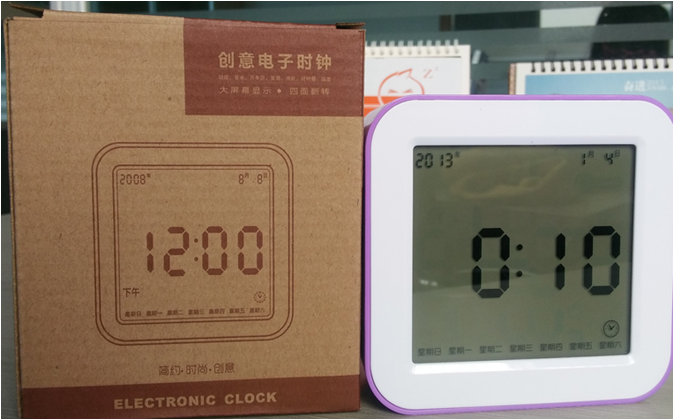 创意电子时钟
大屏幕显示 • 四面翻转
2008年 8月 8日
12:00
下午
星期日 星期一 星期二 星期三 星期四 星期五 星期六
简约·时尚·创意
ELECTRONIC CLOCK
Z
奋进
2013年 1月 4日
0:10
星期日 星期一 星期二 星期三 星期四 星期五 星期六